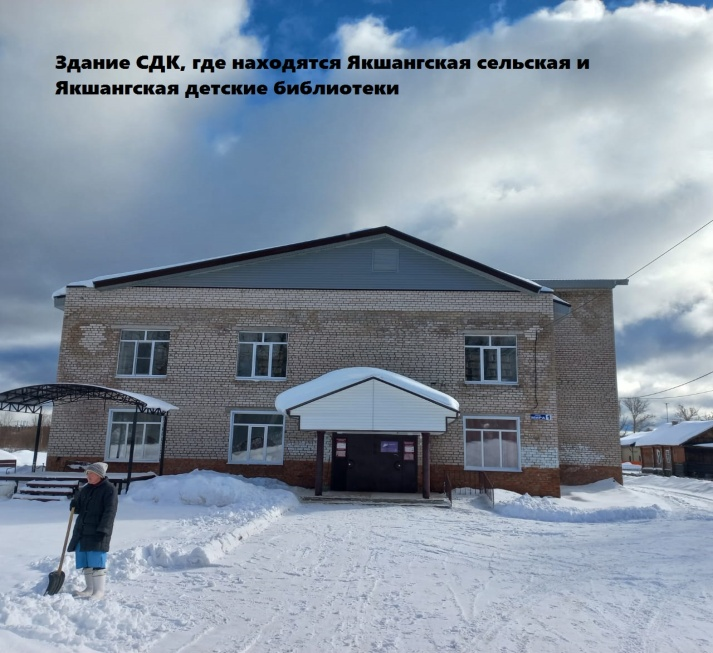 Здание СДК, где находятся Якшангская сельская и
Якшангская детские библиотеки